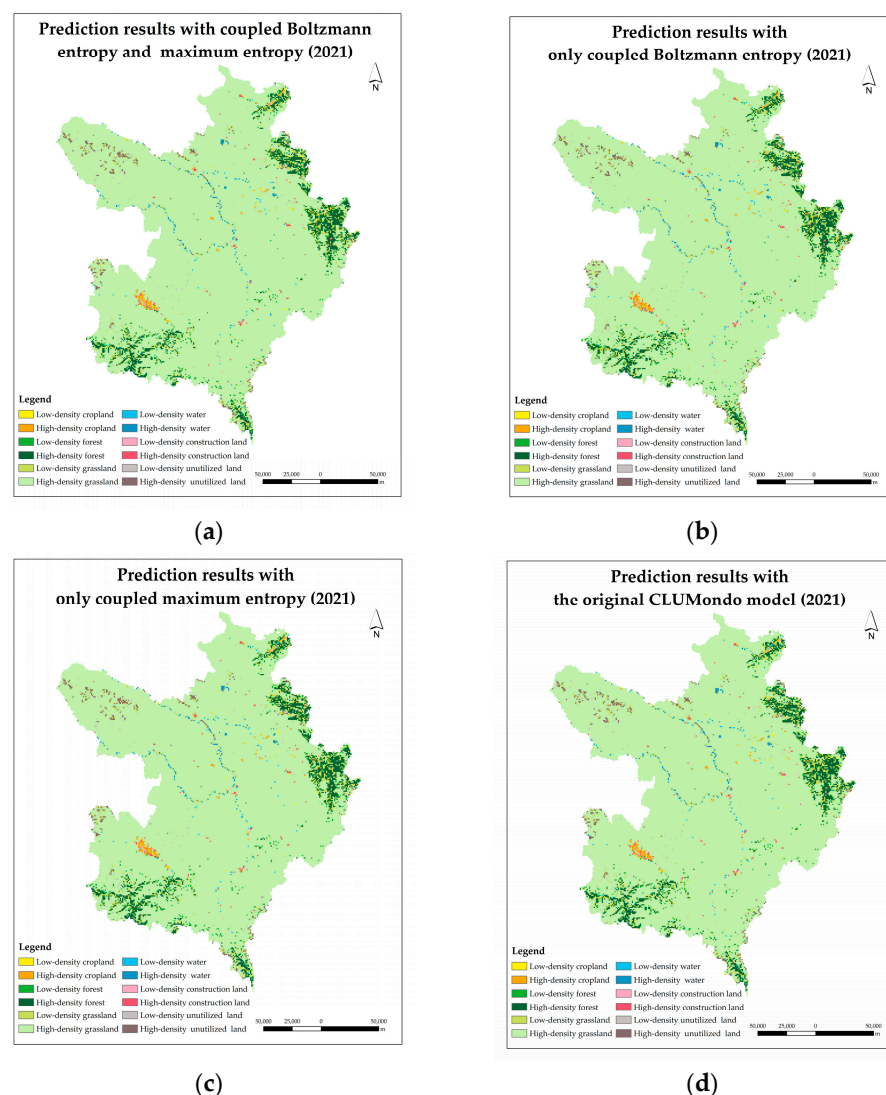 Prediction results with coupled Boltzmann
entropy and maximum entropy (2021)
N
Legend
Low-density cropland
Low-density water
High-density cropland
High-density water
Low-density forest
Low-density construction land
High-density forest
High-density construction land
Low-density grassland
Low-density unutilized land
High-density grassland
High-density unutilized land
50,000 25,000 0 50,000
m
(a)
Prediction results with
only coupled Boltzmann entropy (2021)
N
Legend
Low-density cropland
Low-density water
High-density cropland
High-density water
Low-density forest
Low-density construction land
High-density forest
High-density construction land
Low-density grassland
Low-density unutilized land
High-density grassland
High-density unutilized land
50,000 25,000 0 50,000
m
(b)
Prediction results with
only coupled maximum entropy (2021)
N
Legend
Low-density cropland
Low-density water
High-density cropland
High-density water
Low-density forest
Low-density construction land
High-density forest
High-density construction land
Low-density grassland
Low-density unutilized land
High-density grassland
High-density unutilized land
50,000 25,000 0 50,000
m
(c)
Prediction results with
the original CLUMondo model (2021)
N
Legend
Low-density cropland
Low-density water
High-density cropland
High-density water
Low-density forest
Low-density construction land
High-density forest
High-density construction land
Low-density grassland
Low-density unutilized land
High-density grassland
High-density unutilized land
50,000 25,000 0 50,000
m
(d)